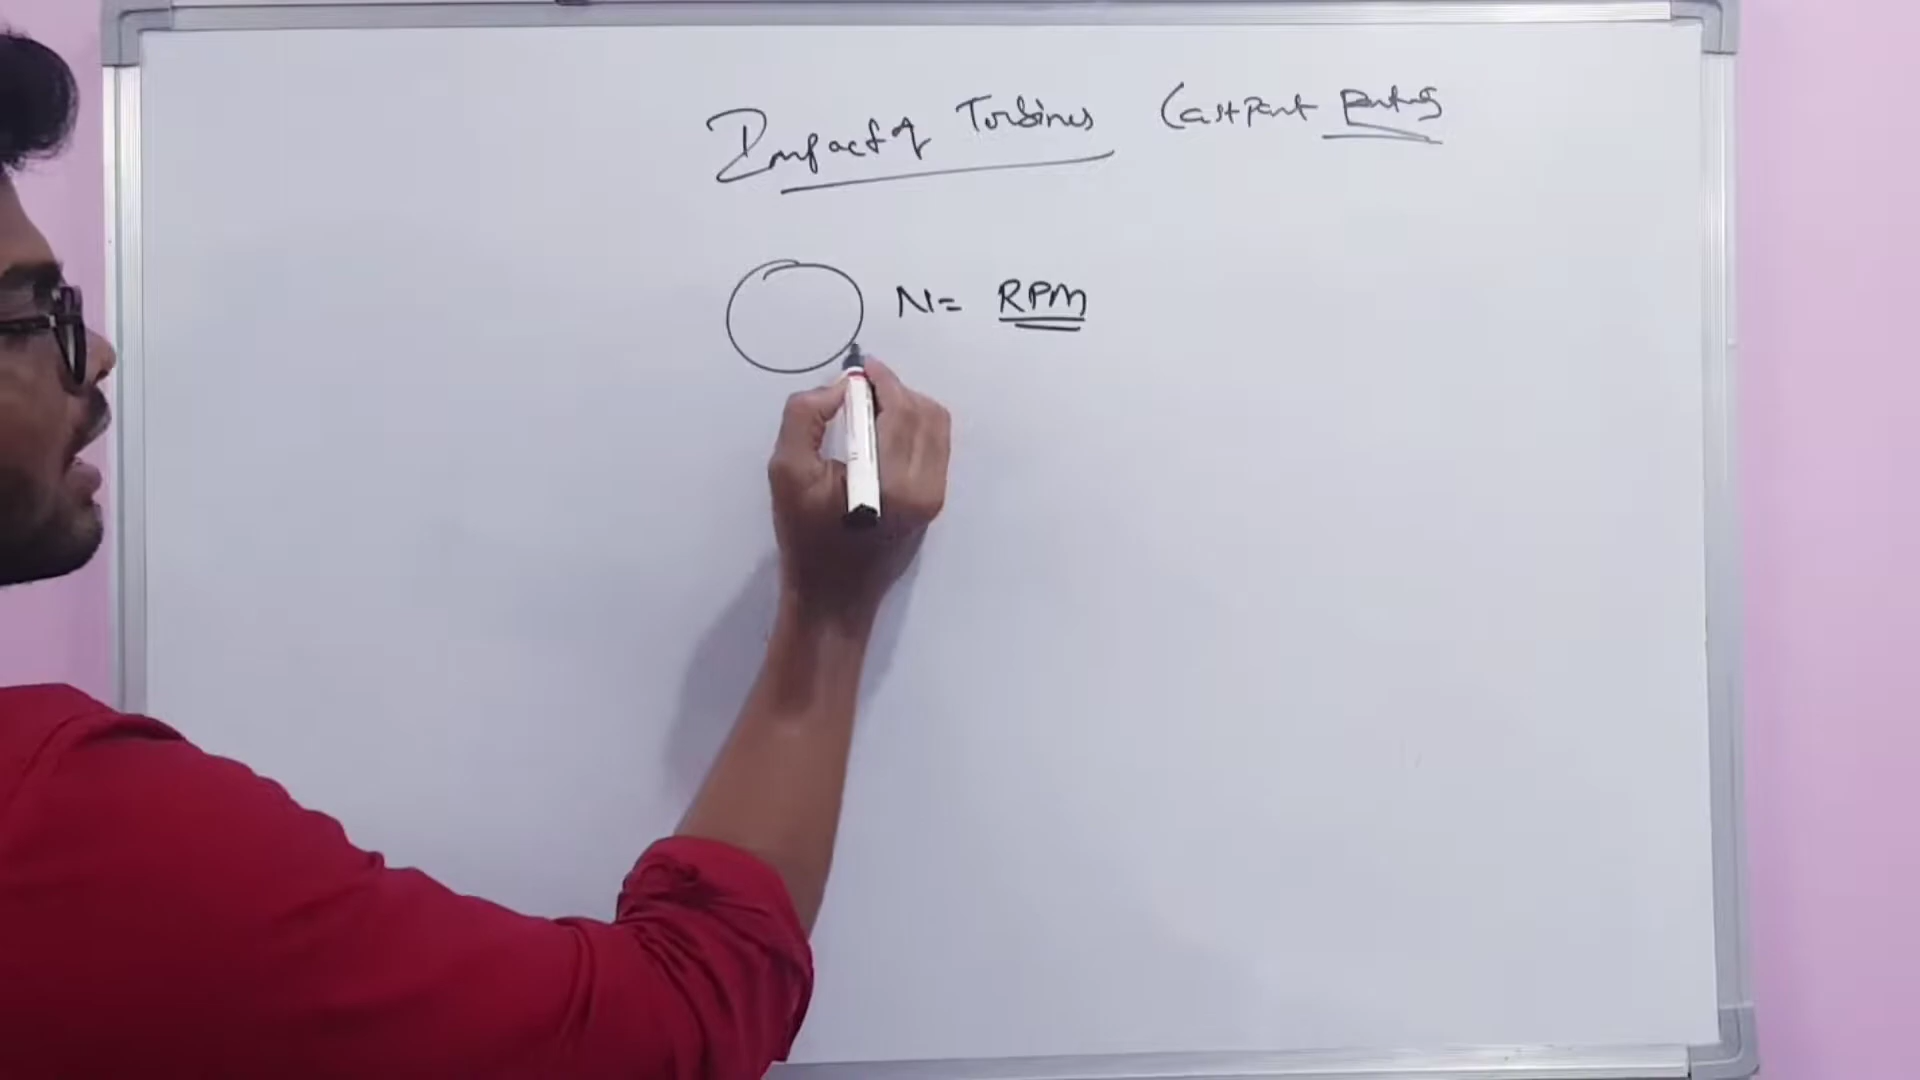 Impact of Turbines
N= RPM